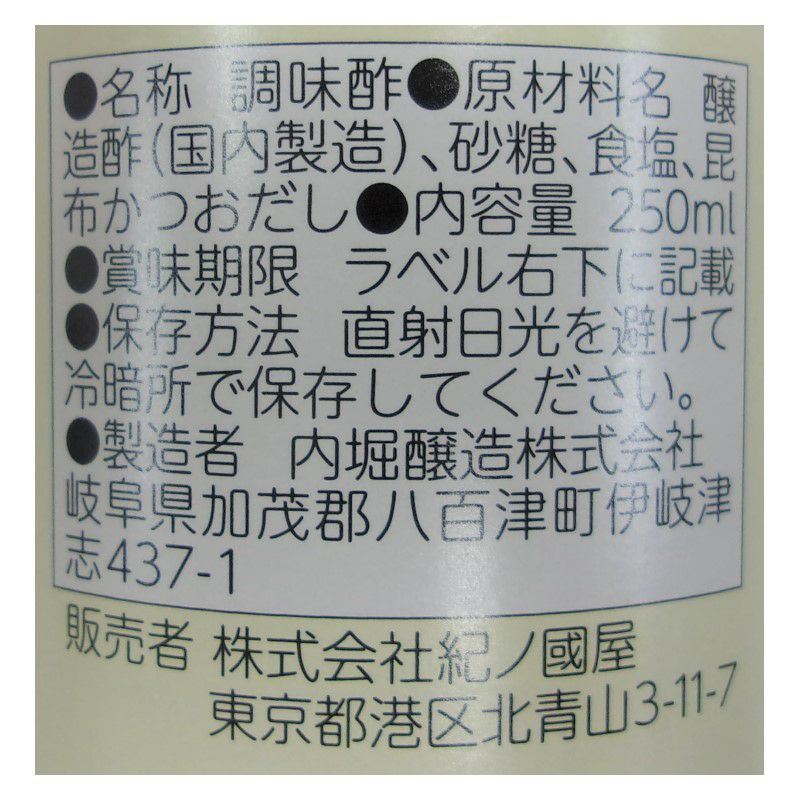 ●名称 調味酢●原材料名 醸
造酢(国内製造)、砂糖、食塩、昆
布かつおだし●内容量 250ml
●賞味期限 ラベル右下に記載
●保存方法 直射日光を避けて
冷暗所で保存してください。
●製造者 内堀醸造株式会社
岐阜県加茂郡八百津町伊岐津
志437-1
販売者 株式会社紀ノ國屋
東京都港区北青山3-11-7